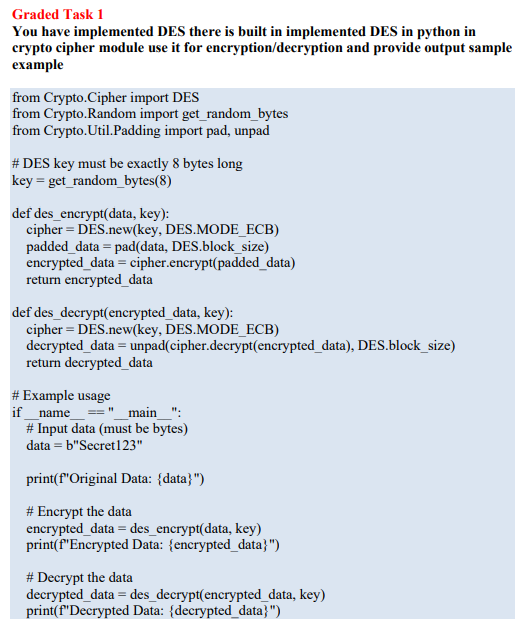 Graded Task 1
You have implemented DES there is built in implemented DES in python in
crypto cipher module use it for encryption/decryption and provide output sample
example
from Crypto.Cipher import DES
from Crypto.Random import get_random_bytes
from Crypto.Util.Padding import pad, unpad
# DES key must be exactly 8 bytes long
key = get_random_bytes(8)
def des_encrypt(data, key):
    cipher = DES.new(key, DES.MODE_ECB)
    padded_data = pad(data, DES.block_size)
    encrypted_data = cipher.encrypt(padded_data)
    return encrypted_data
def des_decrypt(encrypted_data, key):
    cipher = DES.new(key, DES.MODE_ECB)
    decrypted_data = unpad(cipher.decrypt(encrypted_data), DES.block_size)
    return decrypted_data
# Example usage
if __name__ == "__main__":
    # Input data (must be bytes)
    data = b"Secret123"
    print(f"Original Data: {data}")
    # Encrypt the data
    encrypted_data = des_encrypt(data, key)
    print(f"Encrypted Data: {encrypted_data}")
    # Decrypt the data
    decrypted_data = des_decrypt(encrypted_data, key)
    print(f"Decrypted Data: {decrypted_data}")